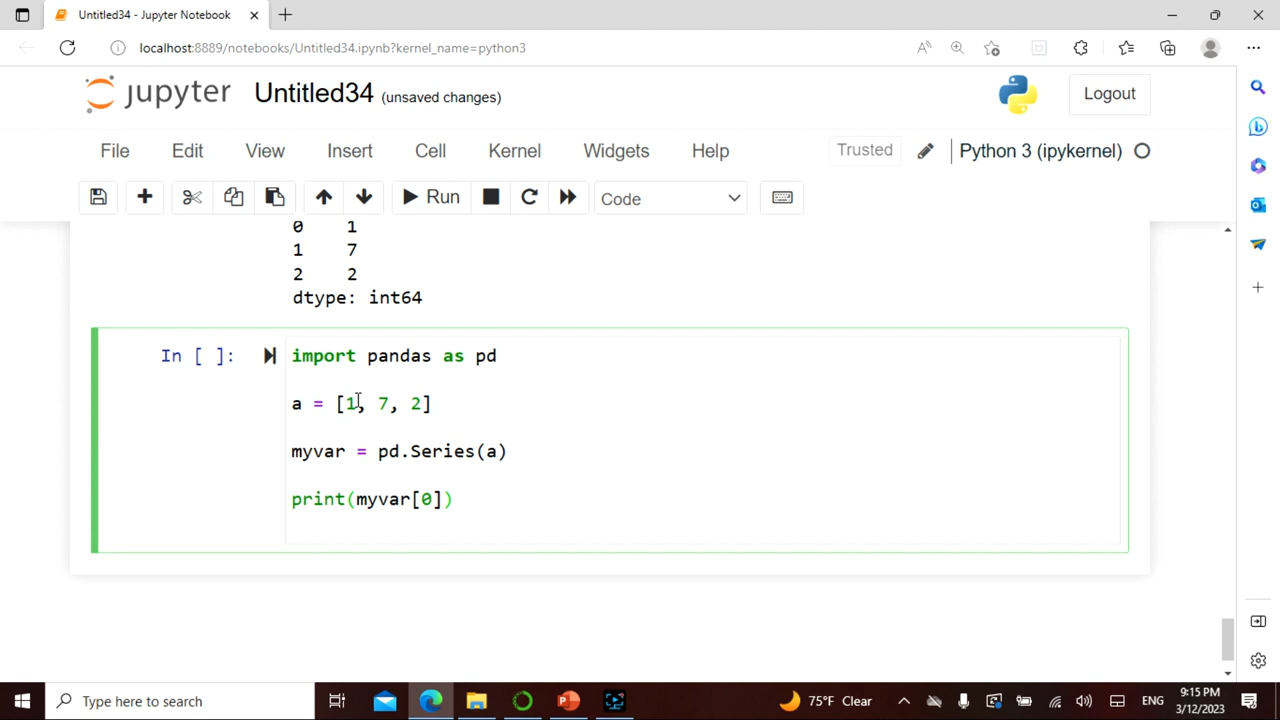 Untitled34 - Jupyter Notebook
localhost:8889/notebooks/Untitled34.ipynb?kernel_name=python3
jupyter Untitled34 (unsaved changes)
Logout
File Edit View Insert Cell Kernel Widgets Help
Trusted
Python 3 (ipykernel)
Run
Code
0 1
1 7
2 2
dtype: int64
In [ ]:
import pandas as pd
a = [1, 7, 2]
myvar = pd.Series(a)
print(myvar[0])
Type here to search
75°F Clear
ENG
9:15 PM
3/12/2023